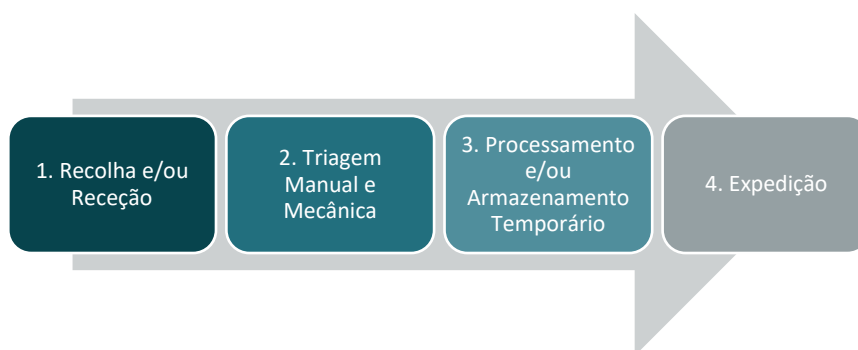 1. Recolha e/ou
Receção
2. Triagem
Manual e
Mecânica
3. Processamento
e/ou
Armazenamento
Temporário
4. Expedição